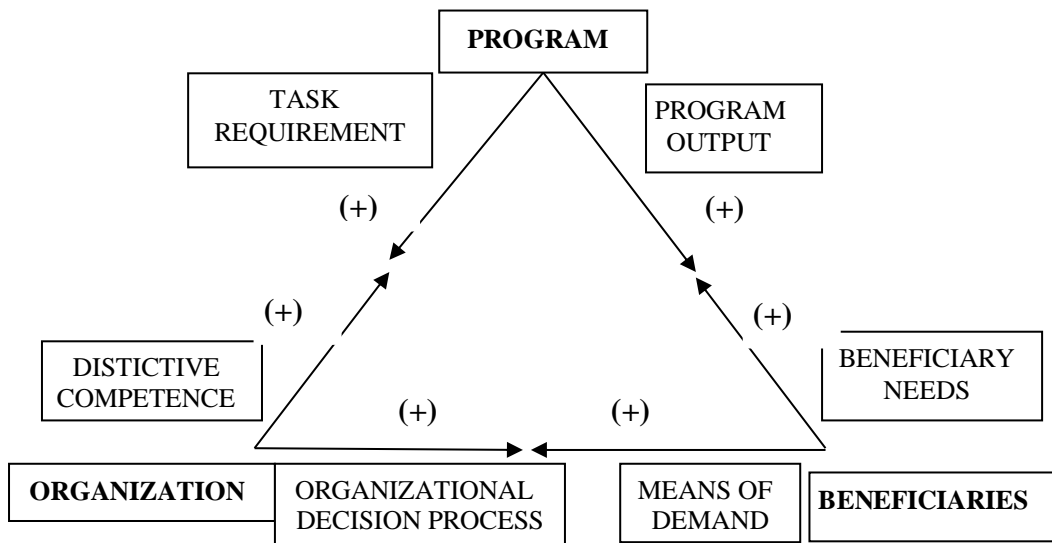 PROGRAM
TASK
REQUIREMENT
PROGRAM
OUTPUT
(+)
(+)
(+)
(+)
DISTICTIVE
COMPETENCE
BENEFICIARY
NEEDS
(+)
(+)
ORGANIZATION
ORGANIZATIONAL
DECISION PROCESS
MEANS OF
DEMAND
BENEFICIARIES